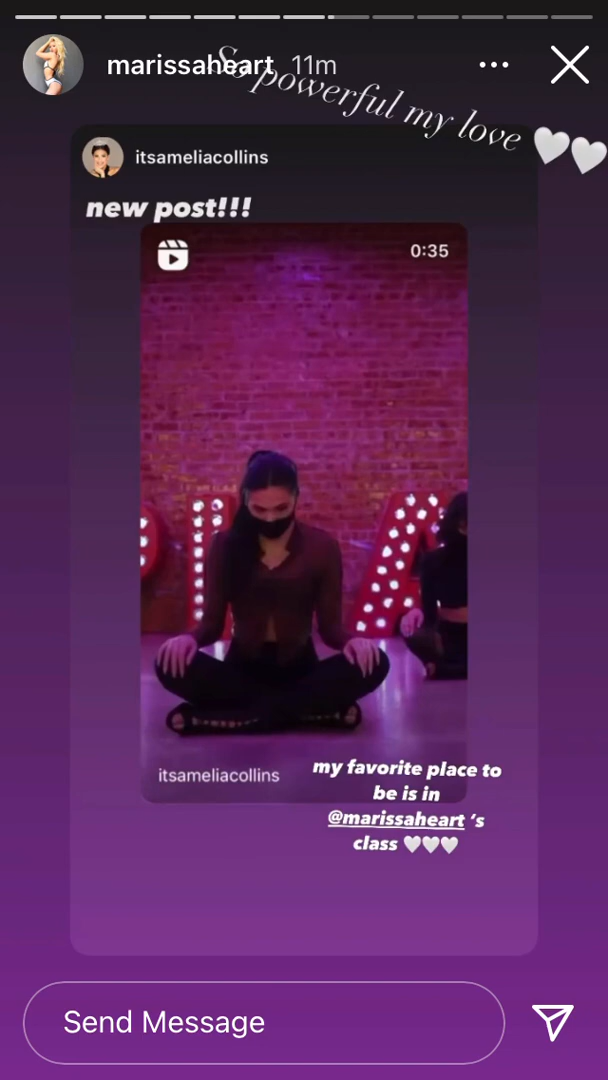 marissaheart 11m
So powerful my love 🤍🤍
itsameliacollins
new post!!!
0:35
itsameliacollins
my favorite place to
be is in
@marissaheart 's
class 🤍🤍🤍
Send Message